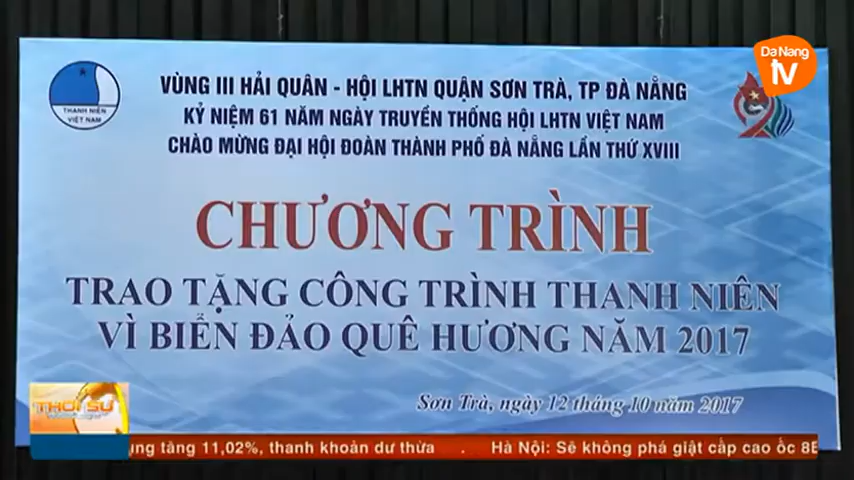 Da Nang
tv
THANH NIÊN
VIỆT NAM
VÙNG III HẢI QUÂN - HỘI LHTN QUẬN SƠN TRÀ, TP ĐÀ NẴNG
KỶ NIỆM 61 NĂM NGÀY TRUYỀN THỐNG HỘI LHTN VIỆT NAM
CHÀO MỪNG ĐẠI HỘI ĐOÀN THÀNH PHỐ ĐÀ NẴNG LẦN THỨ XVIII
CHƯƠNG TRÌNH
TRAO TẶNG CÔNG TRÌNH THANH NIÊN
VÌ BIỂN ĐẢO QUÊ HƯƠNG NĂM 2017
Sơn Trà, ngày 12 tháng 10 năm 2017
THỜI SỰ
ụng tăng 11,02%, thanh khoản dư thừa . Hà Nội: Sẽ không phá giật cấp cao ốc 8B